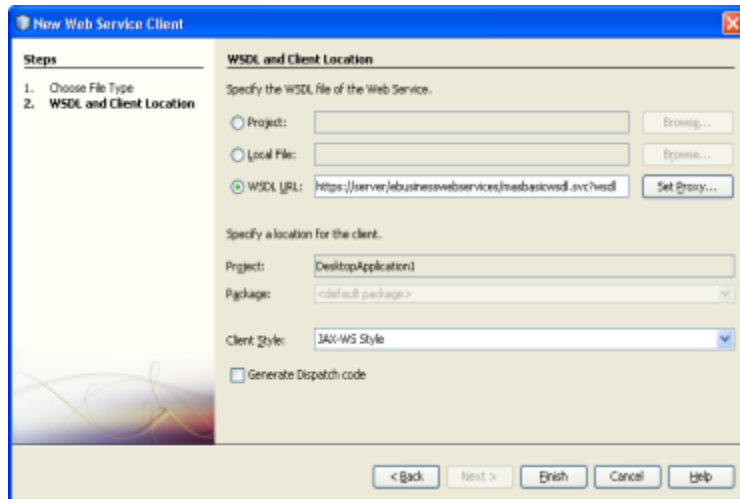 New Web Service Client
Steps
1. Choose File Type
2. WSDL and Client Location
WSDL and Client Location
Specify the WSDL file of the Web Service.
Project:
Browse...
Local File:
Browse...
WSDL URL: https://server/ebusinesswebservices/masbasicwsdl.svc?wsdl
Set Proxy...
Specify a location for the client.
Project: DesktopApplication1
Package: <default package>
Client Style: JAX-WS Style
Generate Dispatch code
< Back Next > Finish Cancel Help